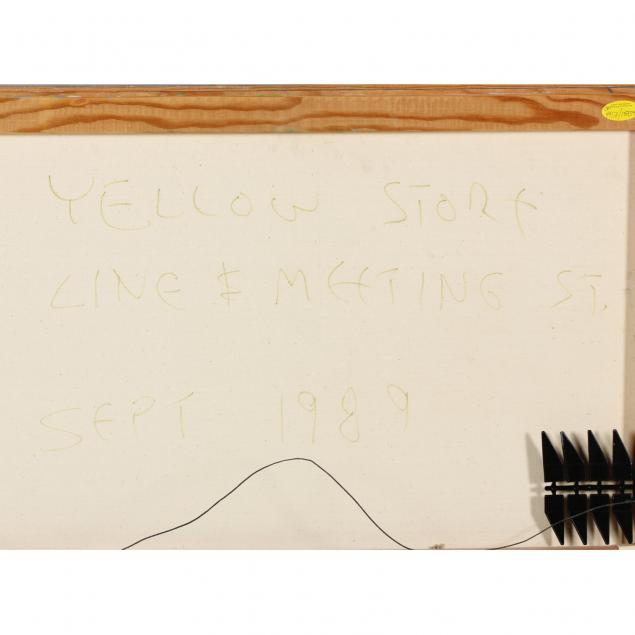 YELLOW STORE
LINE & MEETING ST.
SEPT 1989